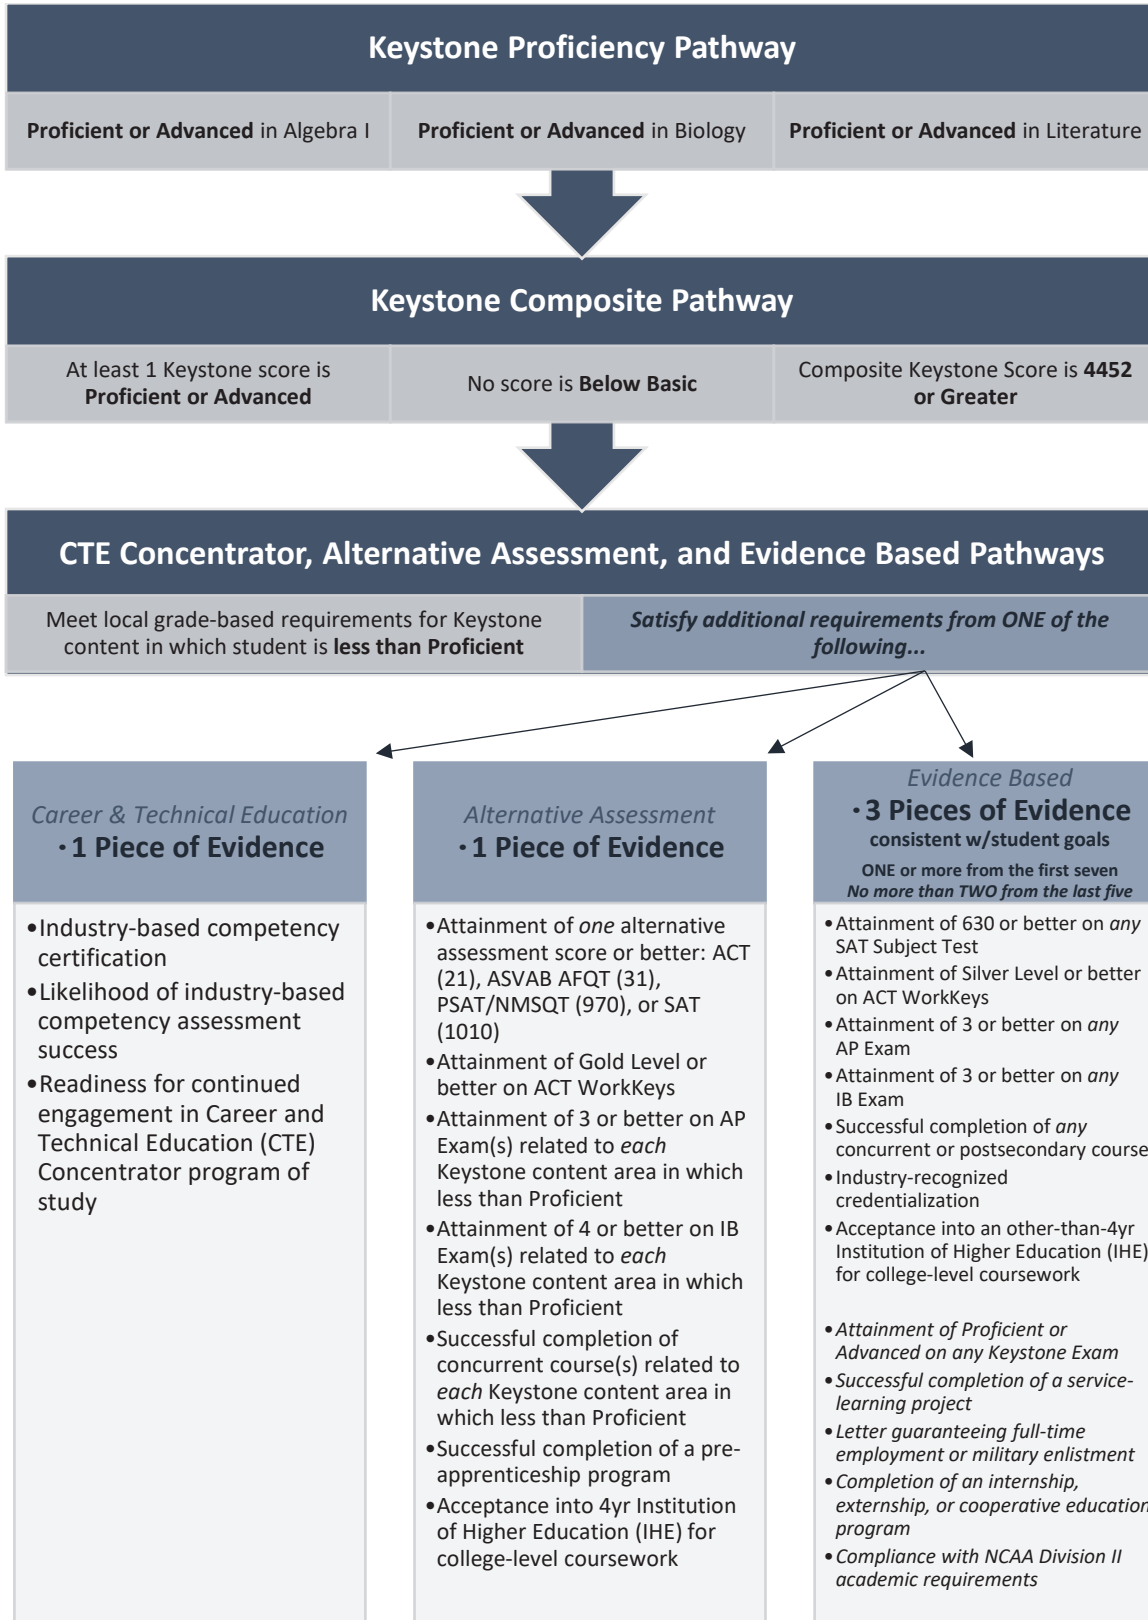 Keystone Proficiency Pathway
Proficient or Advanced in Algebra I
Proficient or Advanced in Biology
Proficient or Advanced in Literature
Keystone Composite Pathway
At least 1 Keystone score is
Proficient or Advanced
No score is Below Basic
Composite Keystone Score is 4452
or Greater
CTE Concentrator, Alternative Assessment, and Evidence Based Pathways
Meet local grade-based requirements for Keystone
content in which student is less than Proficient
Satisfy additional requirements from ONE of the
following...
Career & Technical Education
· 1 Piece of Evidence
•Industry-based competency
certification
•Likelihood of industry-based
competency assessment
success
•Readiness for continued
engagement in Career and
Technical Education (CTE)
Concentrator program of
study
Alternative Assessment
· 1 Piece of Evidence
•Attainment of one alternative
assessment score or better: ACT
(21), ASVAB AFQT (31),
PSAT/NMSQT (970), or SAT
(1010)
•Attainment of Gold Level or
better on ACT WorkKeys
•Attainment of 3 or better on AP
Exam(s) related to each
Keystone content area in which
less than Proficient
•Attainment of 4 or better on IB
Exam(s) related to each
Keystone content area in which
less than Proficient
•Successful completion of
concurrent course(s) related to
each Keystone content area in
which less than Proficient
•Successful completion of a pre-
apprenticeship program
•Acceptance into 4yr Institution
of Higher Education (IHE) for
college-level coursework
Evidence Based
· 3 Pieces of Evidence
consistent w/student goals
ONE or more from the first seven
No more than TWO from the last five
•Attainment of 630 or better on any
SAT Subject Test
•Attainment of Silver Level or better
on ACT WorkKeys
•Attainment of 3 or better on any
AP Exam
•Attainment of 3 or better on any
IB Exam
•Successful completion of any
concurrent or postsecondary course
•Industry-recognized
credentialization
•Acceptance into an other-than-4yr
Institution of Higher Education (IHE)
for college-level coursework
•Attainment of Proficient or
Advanced on any Keystone Exam
•Successful completion of a service-
learning project
•Letter guaranteeing full-time
employment or military enlistment
•Completion of an internship,
externship, or cooperative education
program
•Compliance with NCAA Division II
academic requirements